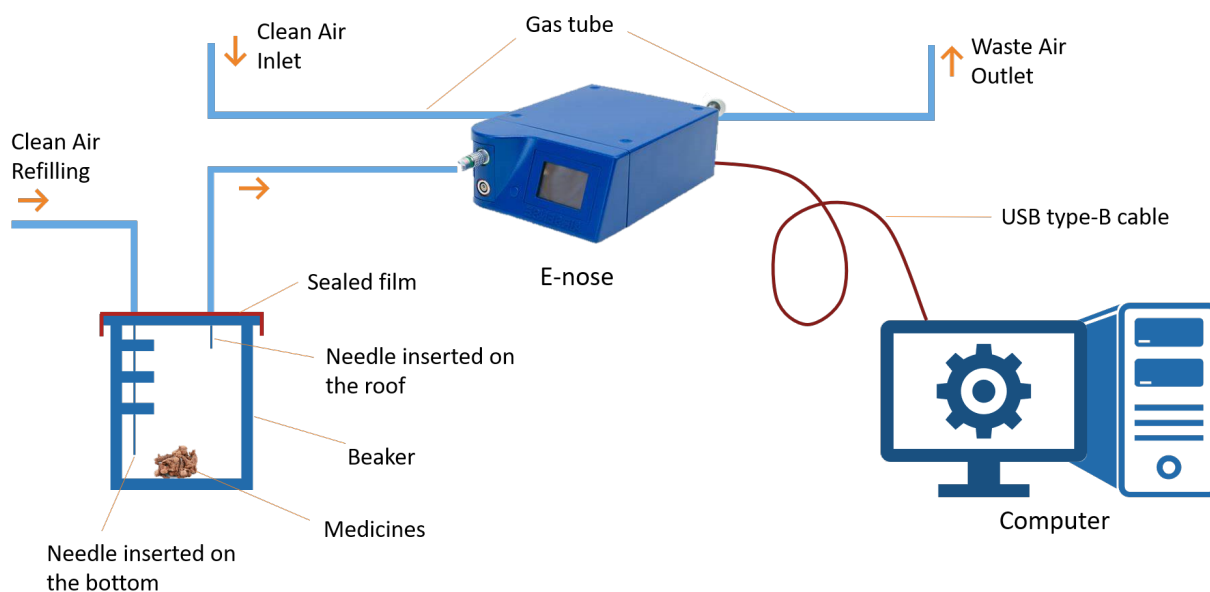 Clean Air
Inlet
Gas tube
Waste Air
Outlet
Clean Air
Refilling
USB type-B cable
E-nose
Sealed film
Needle inserted on
the roof
Beaker
Medicines
Computer
Needle inserted on
the bottom